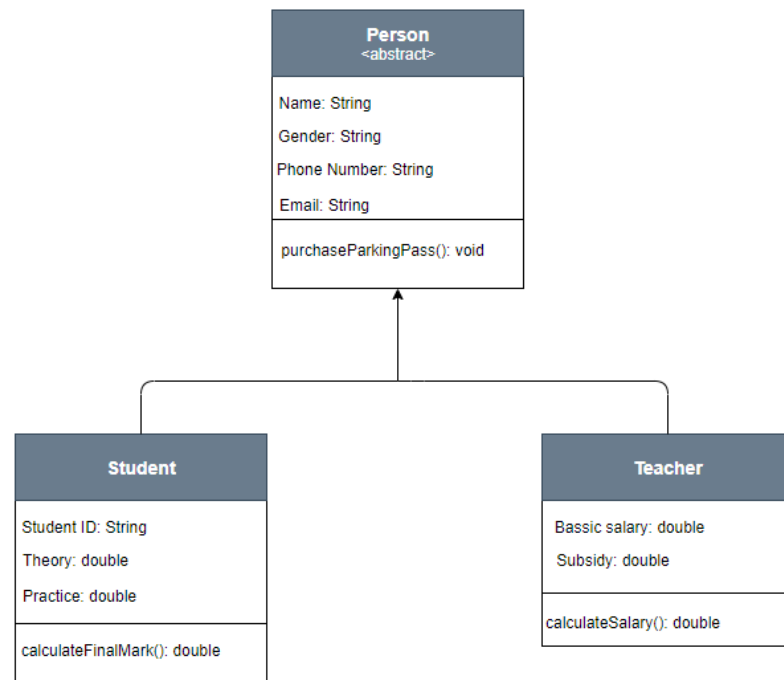 Person
<abstract>
Name: String
Gender: String
Phone Number: String
Email: String
purchaseParkingPass(): void
Student
Student ID: String
Theory: double
Practice: double
calculateFinalMark(): double
Teacher
Bassic salary: double
Subsidy: double
calculateSalary(): double